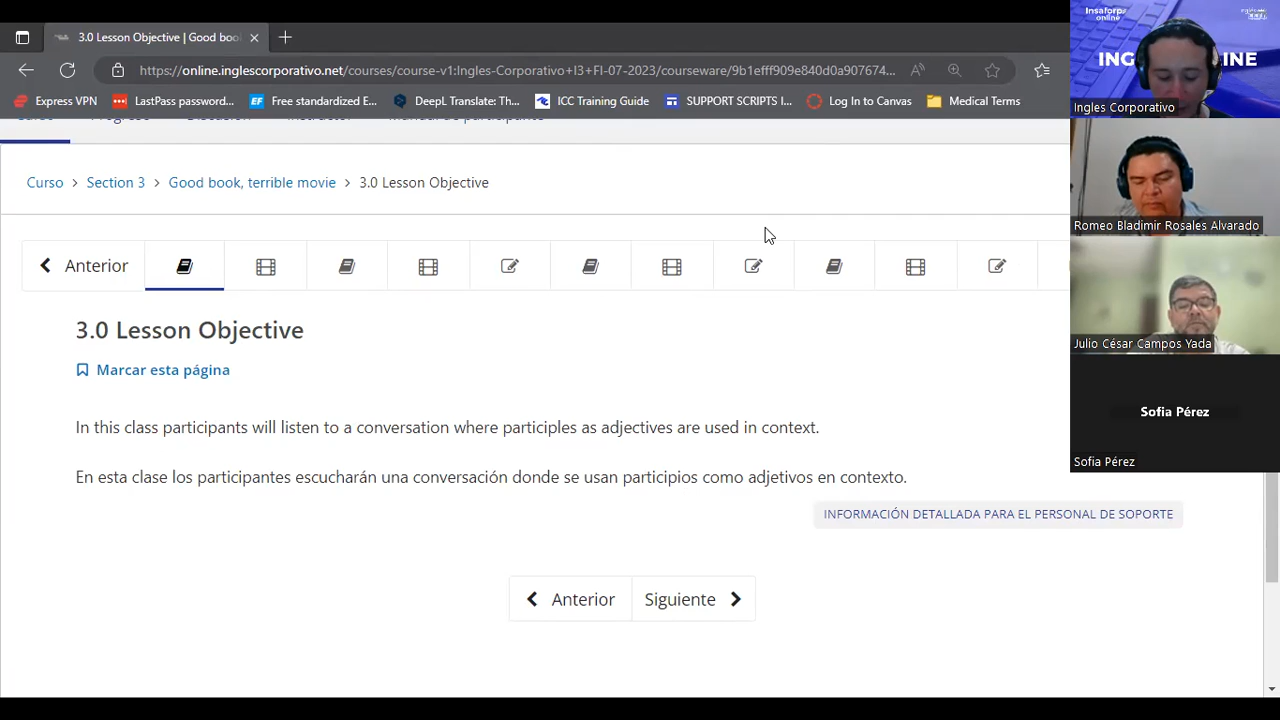 3.0 Lesson Objective | Good boo
https://online.inglescorporativo.net/courses/course-v1:Ingles-Corporativo+I3+FI-07-2023/courseware/9b1efff909e840d0a907674...
Express VPN
LastPass password...
Free standardized E...
DeepL Translate: Th...
ICC Training Guide
SUPPORT SCRIPTS I...
Log In to Canvas
Medical Terms
Curso > Section 3 > Good book, terrible movie > 3.0 Lesson Objective
Anterior
3.0 Lesson Objective
Marcar esta página
In this class participants will listen to a conversation where participles as adjectives are used in context.
En esta clase los participantes escucharán una conversación donde se usan participios como adjetivos en contexto.
INFORMACIÓN DETALLADA PARA EL PERSONAL DE SOPORTE
Anterior
Siguiente
Insaforp
online
ING
INE
Ingles Corporativo
Romeo Bladimir Rosales Alvarado
Julio César Campos Yada
Sofia Pérez
Sofia Pérez